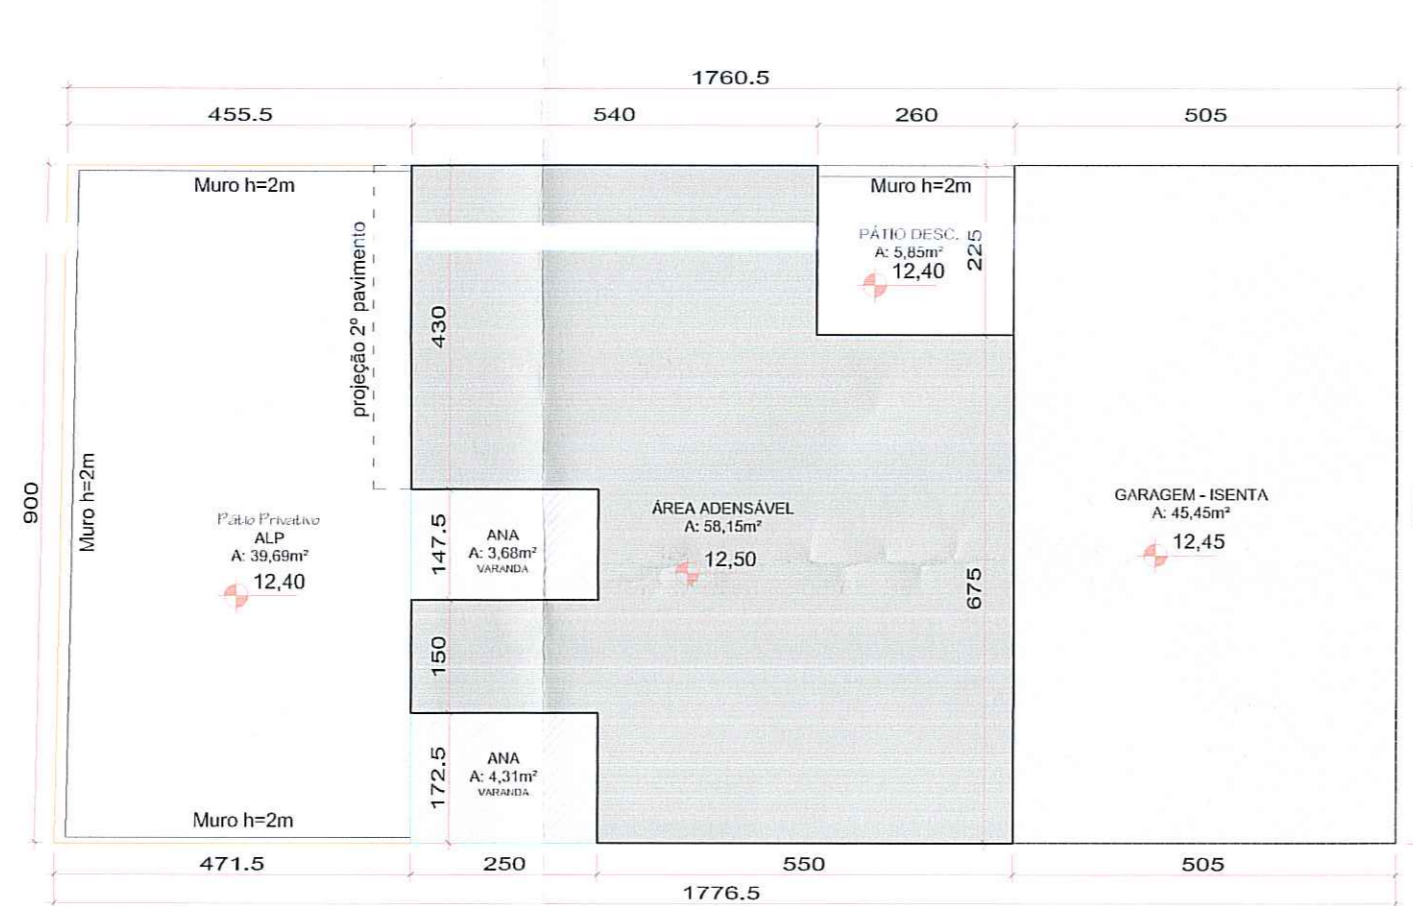 1760.5
455.5
540
260
505
Muro h=2m
Muro h=2m
PÁTIO DESC.
A: 5,85m²
12,40
225
projeção 2º pavimento
430
900
Muro h=2m
Pátio Privativo
ALP
A: 39,69m²
12,40
147.5
ANA
A: 3,68m²
VARANDA
ÁREA ADENSÁVEL
A: 58,15m²
12,50
GARAGEM - ISENTA
A: 45,45m²
12,45
675
150
172.5
ANA
A: 4,31m²
VARANDA
Muro h=2m
471.5
250
550
505
1776.5